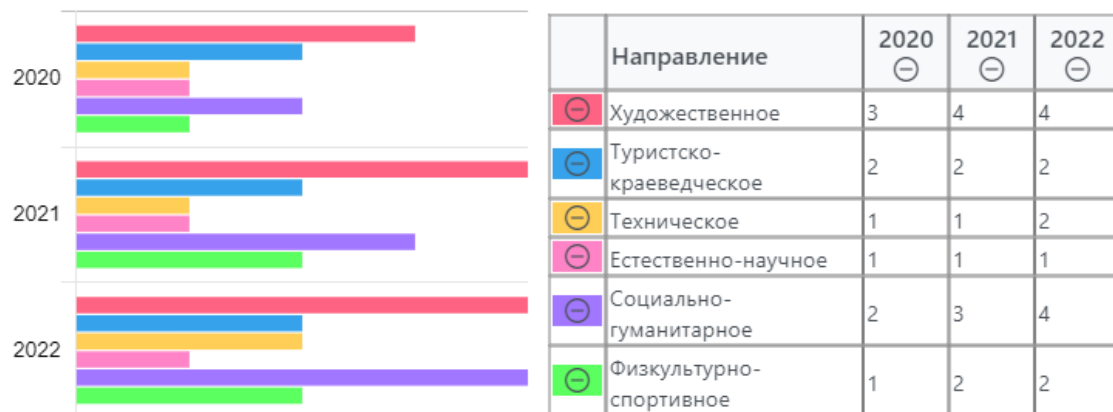 2020
2021
2022
Направление 2020 2021 2022
Художественное 3 4 4
Туристско-
краеведческое 2 2 2
Техническое 1 1 2
Естественно-научное 1 1 1
Социально-
гуманитарное 2 3 4
Физкультурно-
спортивное 1 2 2